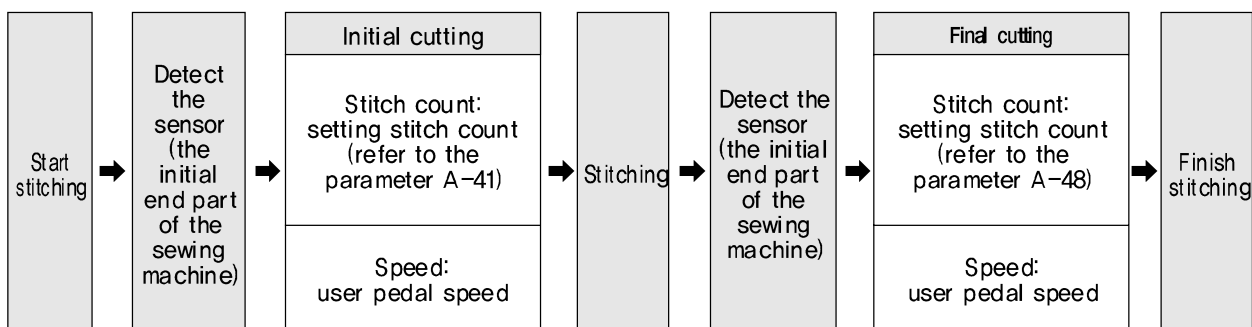 Start
stitching
Detect
the
sensor
(the
initial
end part
of the
sewing
machine)
Initial cutting
Stitch count:
setting stitch count
(refer to the
parameter A-41)
Speed:
user pedal speed
Stitching
Detect the
sensor
(the initial
end part
of the
sewing
machine)
Final cuttting
Stitch count:
setting stitch count
(refer to the
parameter A-48)
Speed:
user pedal speed
Finish
stitching